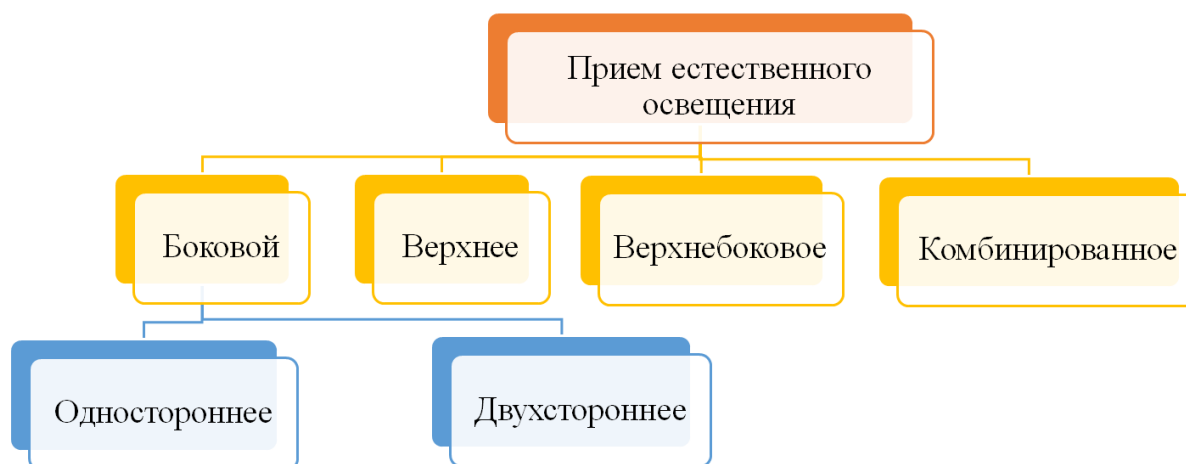 Прием естественного
освещения
Боковой
Верхнее
Верхнебоковое
Комбинированное
Одностороннее
Двухстороннее